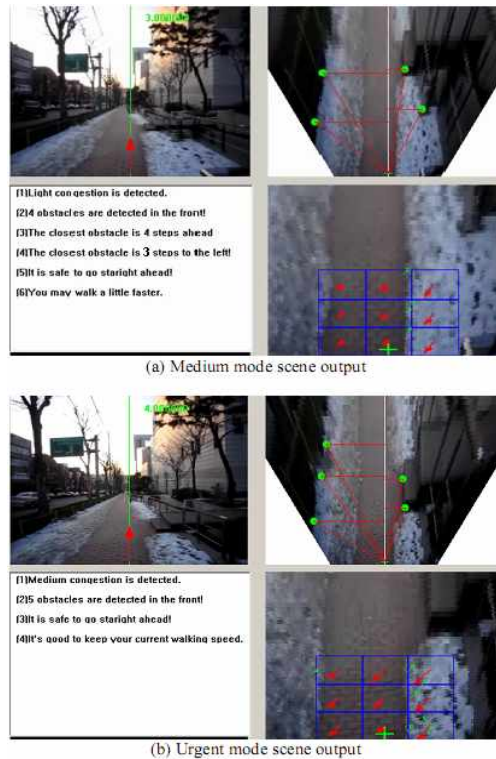 (1)Light congestion is detected.
(2)4 obstacles are detected in the front!
(3)The closest obstacle is 4 steps ahead
(4)The closest obstacle is 3 steps to the left!
(5)It is safe to go staright ahead!
(6)You may walk a little faster.
(a) Medium mode scene output
(1)Medium congestion is detected.
(2)5 obstacles are detected in the front!
(3)It is safe to go staright ahead!
(4)It's good to keep your current walking speed.
(b) Urgent mode scene output